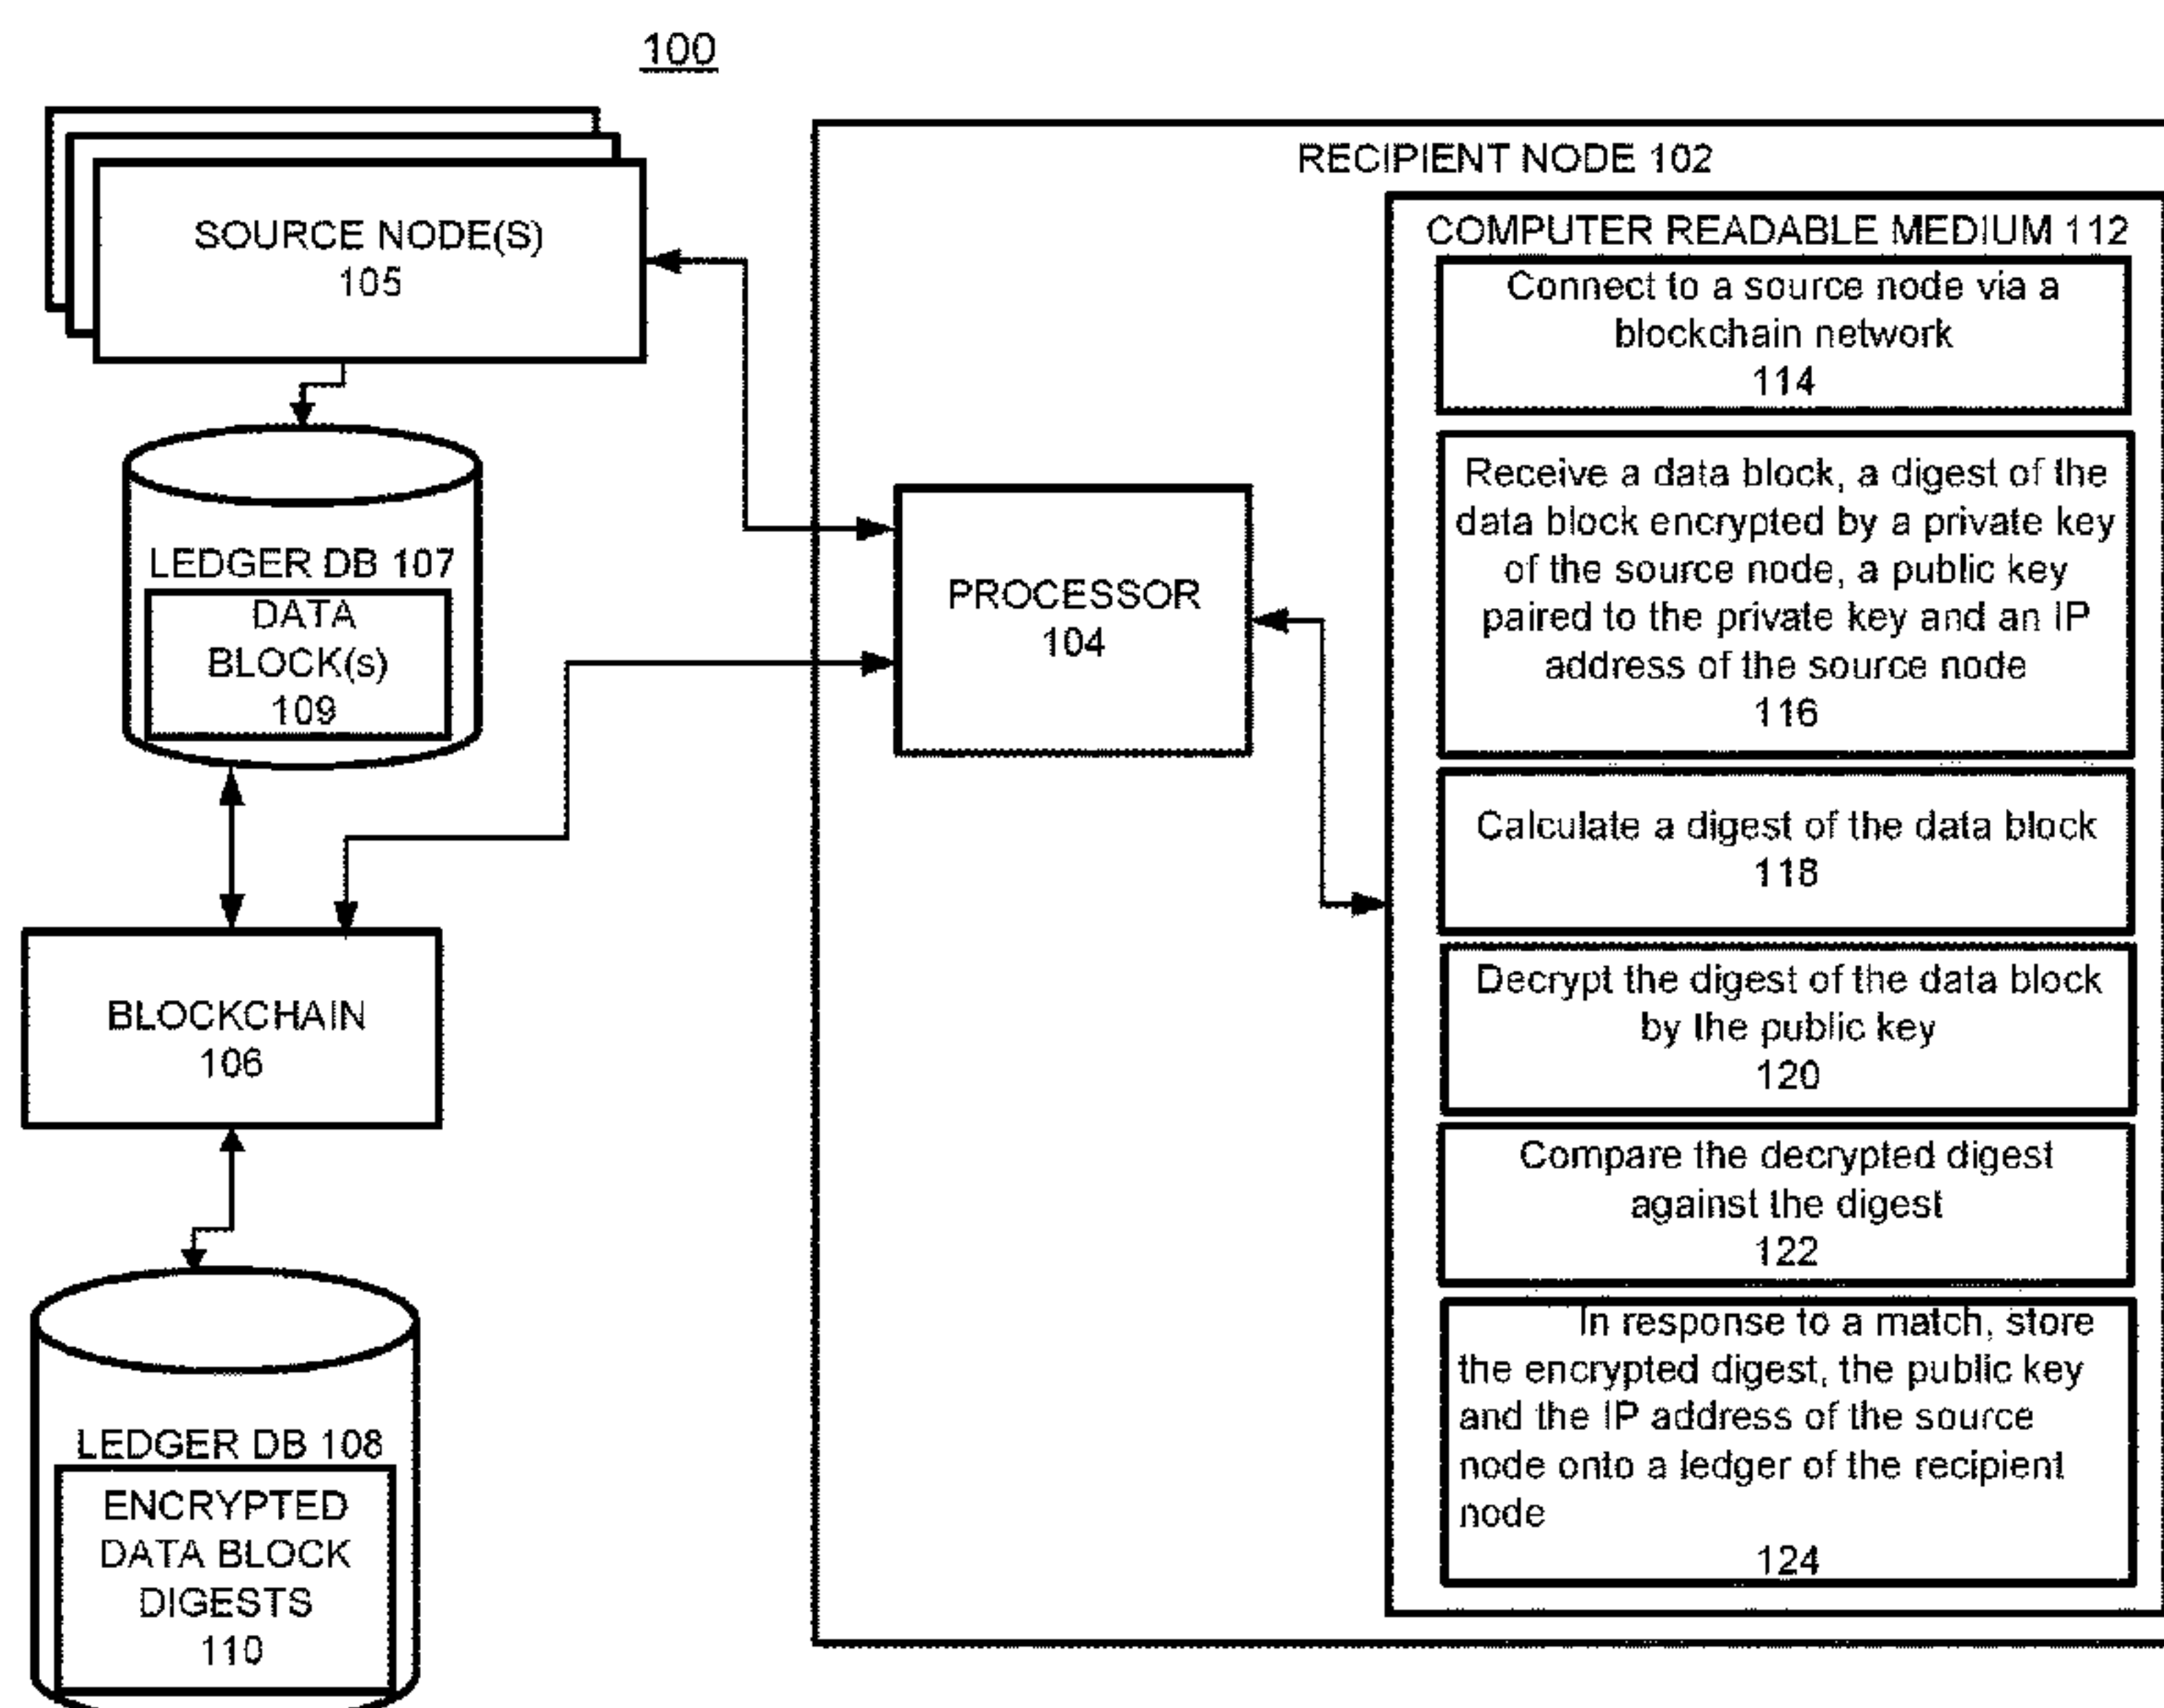 100
SOURCE NODE(S)
105
LEDGER DB 107
DATA
BLOCK(s)
109
BLOCKCHAIN
106
LEDGER DB 108
ENCRYPTED
DATA BLOCK
DIGESTS
110
RECIPIENT NODE 102
PROCESSOR
104
COMPUTER READABLE MEDIUM 112
Connect to a source node via a
blockchain network
114
Receive a data block, a digest of the
data block encrypted by a private key
of the source node, a public key
paired to the private key and an IP
address of the source node
116
Calculate a digest of the data block
118
Decrypt the digest of the data block
by the public key
120
Compare the decrypted digest
against the digest
122
In response to a match, store
the encrypted digest, the public key
and the IP address of the source
node onto a ledger of the recipient
node
124